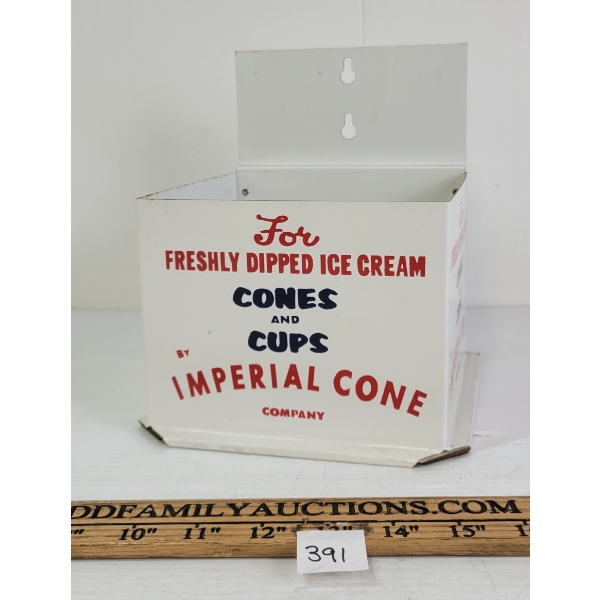 For
FRESHLY DIPPED ICE CREAM
CONES
AND
CUPS
BY
IMPERIAL CONE
COMPANY
DDFAMILYAUCTIONS.COM
10" 11" 12" 13" 14" 15"
391